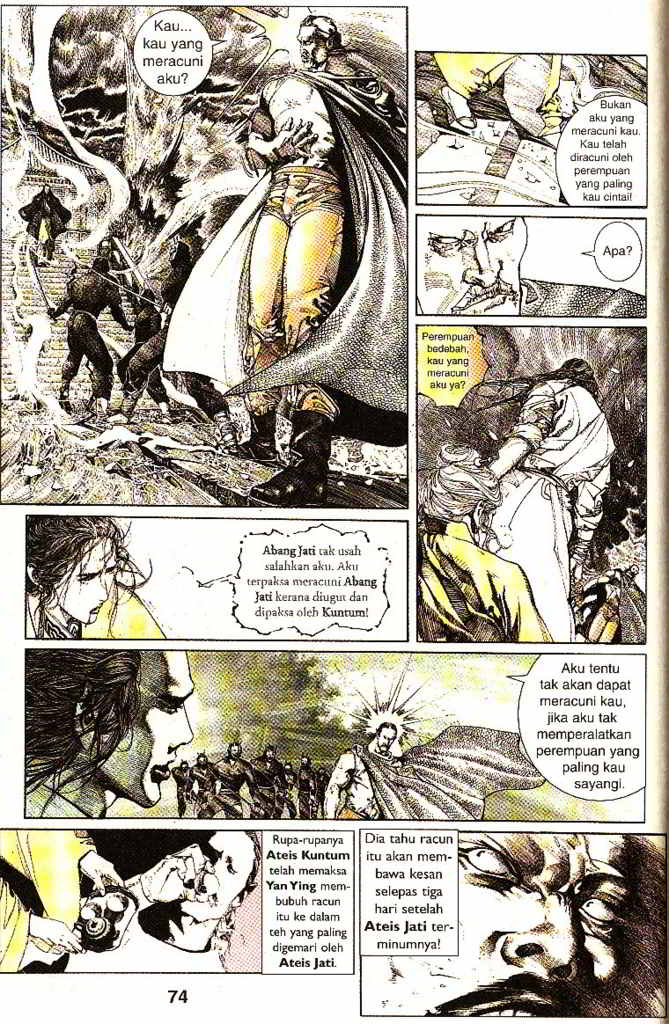 Kau...
kau yang
meracuni
aku?
Bukan
aku yang
meracuni kau.
Kau telah
diracuni oleh
perempuan
yang paling
kau cintai!
Apa?
Perempuan
bedebah,
kau yang
meracuni
aku ya?
Abang Jati tak usah
salahkan aku. Aku
terpaksa meracuni Abang
Jati kerana diugut dan
dipaksa oleh Kuntum!
Aku tentu
tak akan dapat
meracuni kau,
jika aku tak
memperalatkan
perempuan yang
paling kau
sayangi.
Rupa-rupanya
Ateis Kuntum
telah memaksa
Yan Ying mem-
bubuh racun
itu ke dalam
teh yang paling
digemari oleh
Ateis Jati.
Dia tahu racun
itu akan mem-
bawa kesan
selepas tiga
hari setelah
Ateis Jati ter-
minumnya!
74